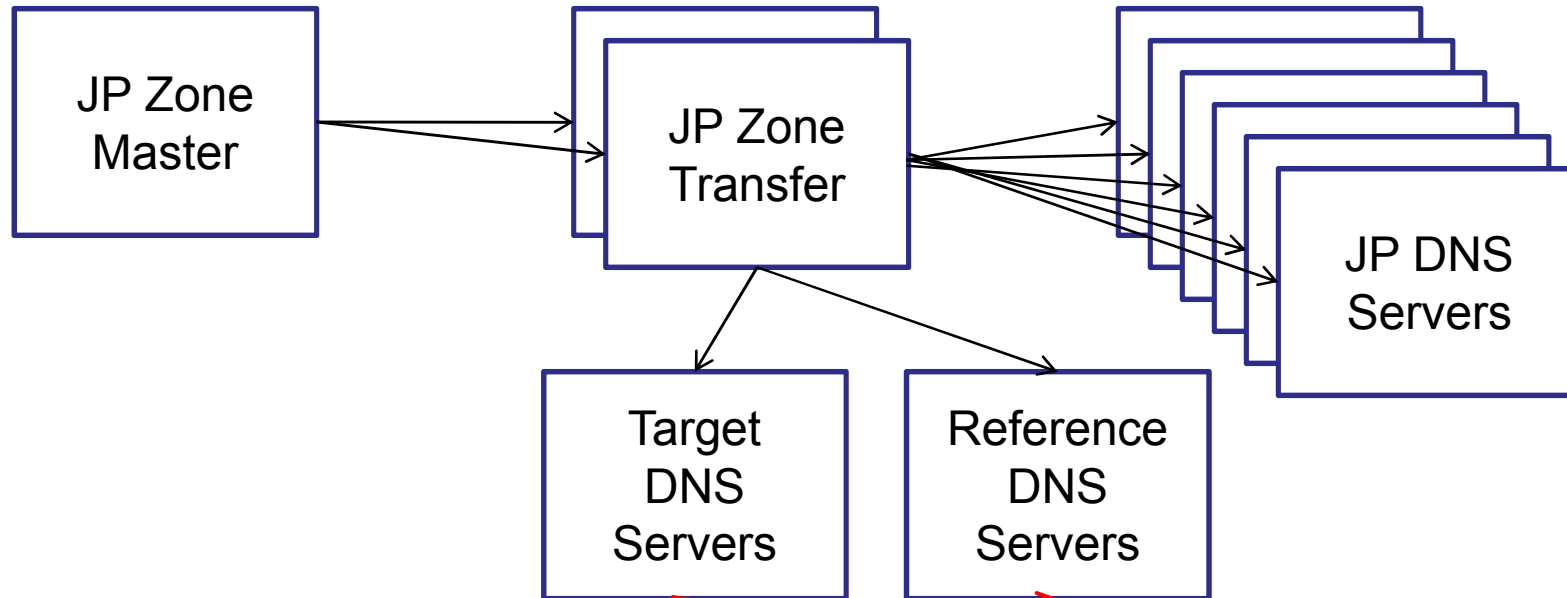 JP Zone
Master
JP Zone
Transfer
JP DNS
Servers
Target
DNS
Servers
Reference
DNS
Servers